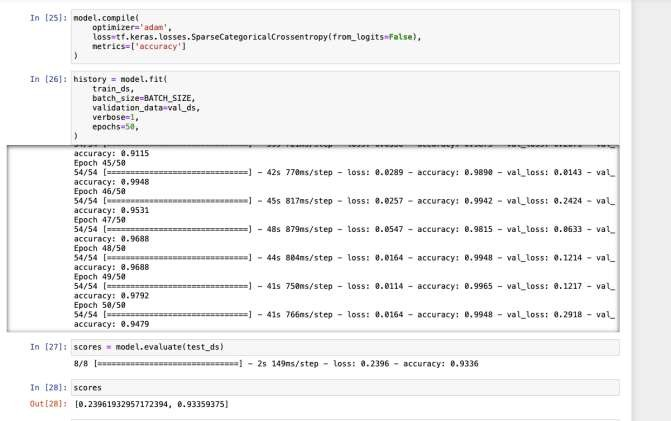 In [25]: model.compile(
optimizer='adam',
loss=tf.keras.losses.SparseCategoricalCrossentropy(from_logits=False),
metrics=['accuracy']
)
In [26]: history = model.fit(
train_ds,
batch_size=BATCH_SIZE,
validation_data=val_ds,
verbose=1,
epochs=50,
)
accuracy: 0.9115
Epoch 45/50
54/54 [==============================] - 42s 770ms/step - loss: 0.0289 - accuracy: 0.9890 - val_loss: 0.0143 - val_
accuracy: 0.9948
Epoch 46/50
54/54 [==============================] - 45s 817ms/step - loss: 0.0257 - accuracy: 0.9942 - val_loss: 0.2424 - val_
accuracy: 0.9531
Epoch 47/50
54/54 [==============================] - 48s 879ms/step - loss: 0.0547 - accuracy: 0.9815 - val_loss: 0.0633 - val_
accuracy: 0.9688
Epoch 48/50
54/54 [==============================] - 44s 804ms/step - loss: 0.0164 - accuracy: 0.9948 - val_loss: 0.1214 - val_
accuracy: 0.9688
Epoch 49/50
54/54 [==============================] - 41s 750ms/step - loss: 0.0114 - accuracy: 0.9965 - val_loss: 0.1217 - val_
accuracy: 0.9792
Epoch 50/50
54/54 [==============================] - 41s 766ms/step - loss: 0.0164 - accuracy: 0.9948 - val_loss: 0.2918 - val_
accuracy: 0.9479
In [27]: scores = model.evaluate(test_ds)
8/8 [==============================] - 2s 149ms/step - loss: 0.2396 - accuracy: 0.9336
In [28]: scores
Out[28]: [0.23961932957172394, 0.93359375]